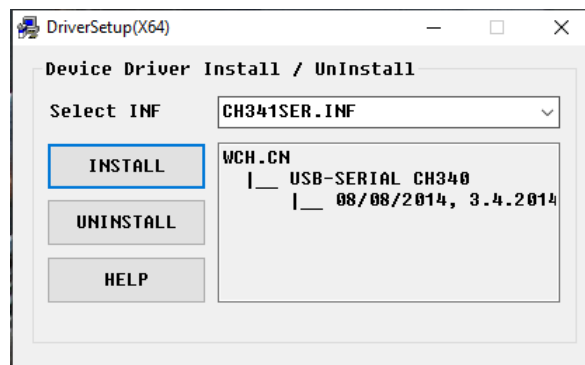 DriverSetup(X64)
Device Driver Install / UnInstall
Select INF
CH341SER.INF
INSTALL
WCH.CN
|__ USB-SERIAL CH340
|__ 08/08/2014, 3.4.2014
UNINSTALL
HELP